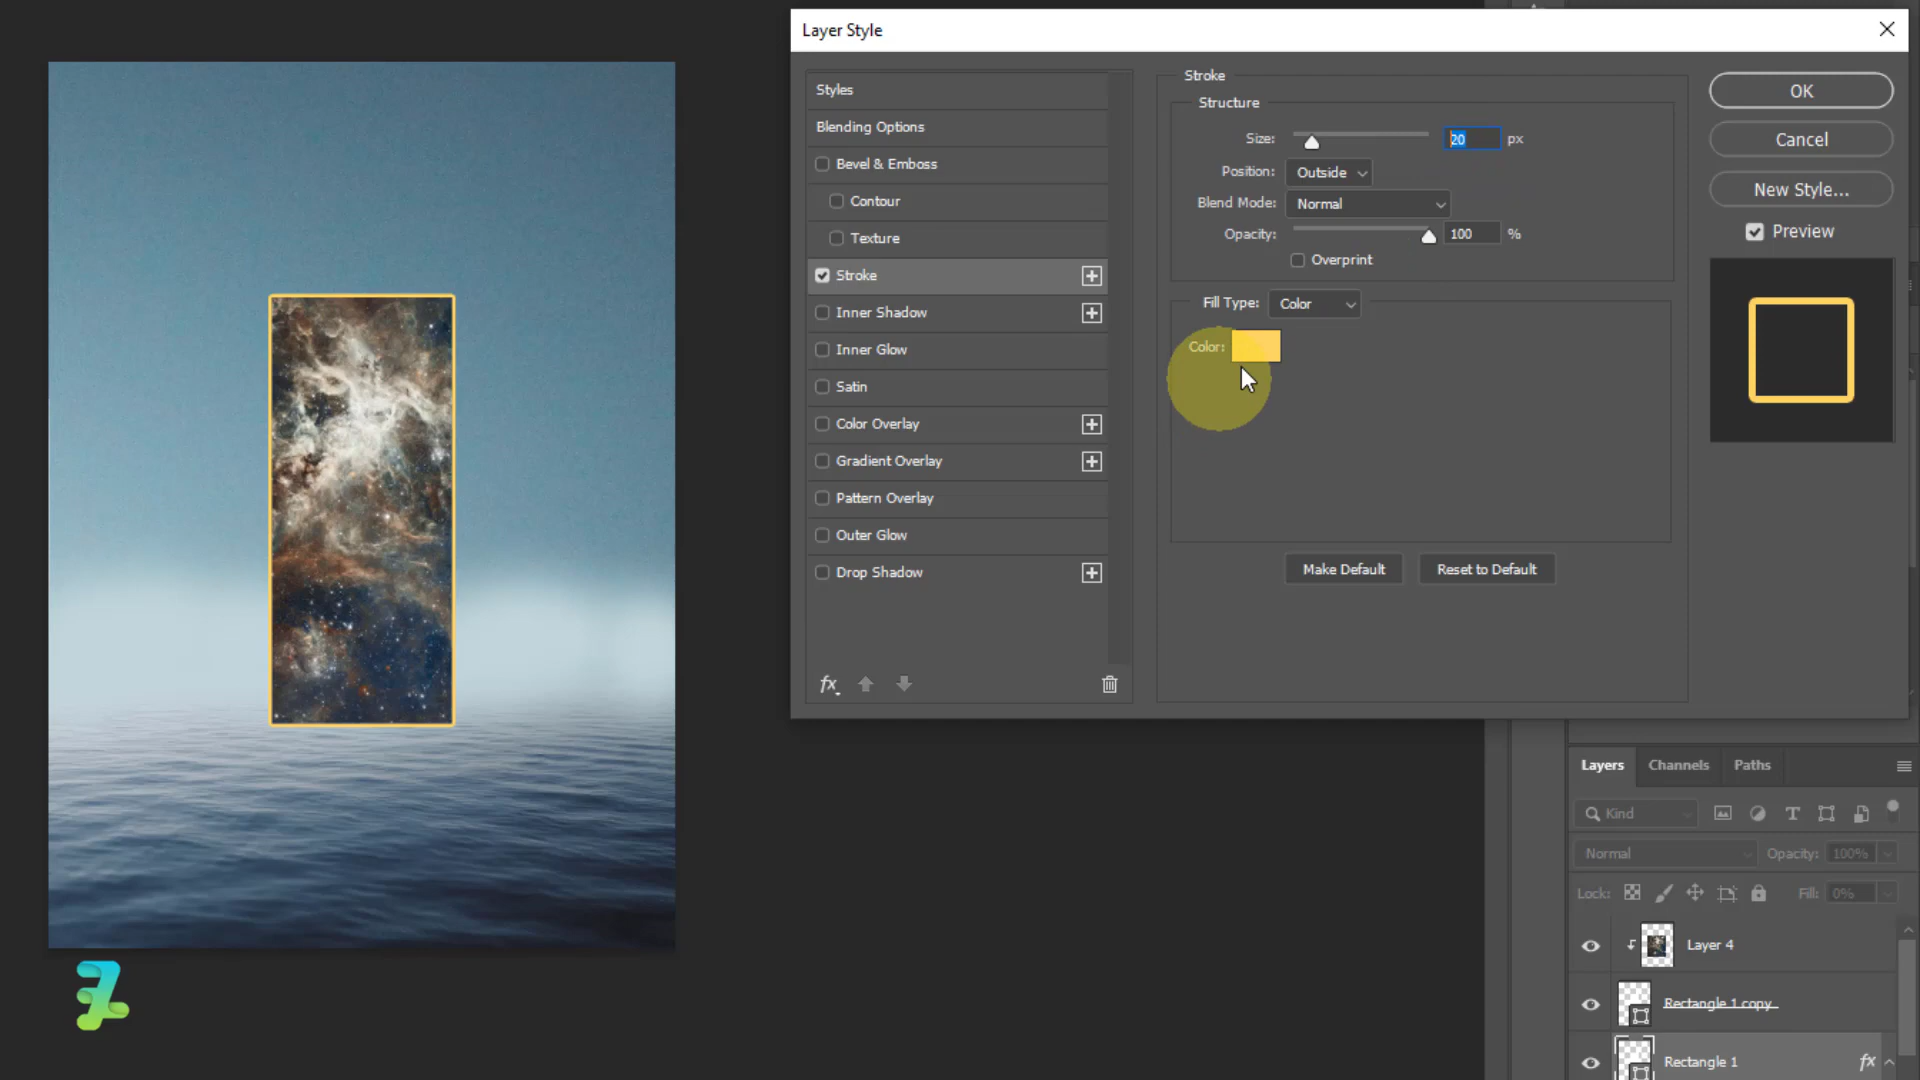 Layer Style
Styles
Blending Options
Bevel & Emboss
Contour
Texture
Stroke
Inner Shadow
Inner Glow
Satin
Color Overlay
Gradient Overlay
Pattern Overlay
Outer Glow
Drop Shadow
fx
Stroke
Structure
Size: 20 px
Position: Outside
Blend Mode: Normal
Opacity: 100 %
Overprint
Fill Type: Color
Color:
Make Default Reset to Default
OK
Cancel
New Style...
Preview
Layers Channels Paths
Kind
Normal Opacity: 100%
Lock: Fill: 0%
Layer 4
Rectangle 1 copy
Rectangle 1 fx